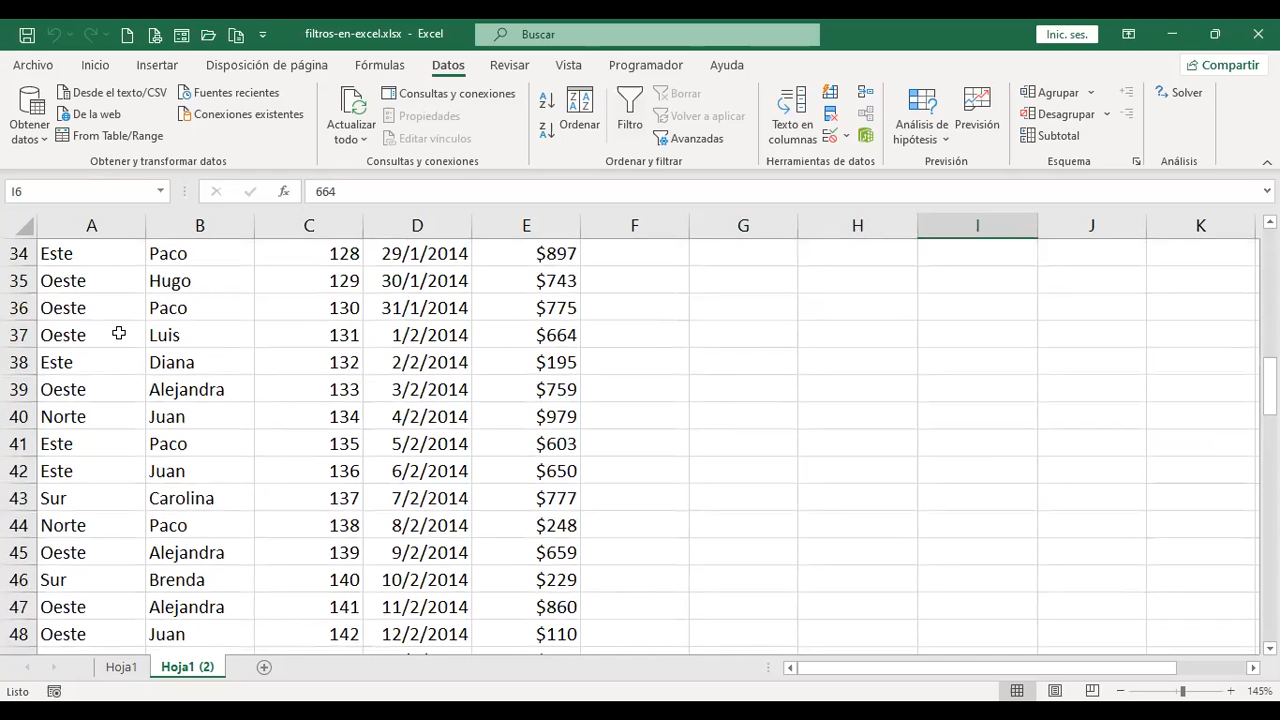 filtros-en-excel.xlsx - Excel
Buscar
Inic. ses.
Archivo Inicio Insertar Disposición de página Fórmulas Datos Revisar Vista Programador Ayuda
Compartir
Obtener datos
Desde el texto/CSV
De la web
From Table/Range
Fuentes recientes
Conexiones existentes
Obtener y transformar datos
Actualizar todo
Consultas y conexiones
Propiedades
Editar vínculos
Consultas y conexiones
Ordenar
Filtro
Borrar
Volver a aplicar
Avanzadas
Ordenar y filtrar
Texto en columnas
Herramientas de datos
Análisis de hipótesis
Previsión
Previsión
Agrupar
Desagrupar
Subtotal
Esquema
Solver
Análisis
I6 fx 664
A B C D E F G H I J K
34 Este Paco 128 29/1/2014 $897
35 Oeste Hugo 129 30/1/2014 $743
36 Oeste Paco 130 31/1/2014 $775
37 Oeste Luis 131 1/2/2014 $664
38 Este Diana 132 2/2/2014 $195
39 Oeste Alejandra 133 3/2/2014 $759
40 Norte Juan 134 4/2/2014 $979
41 Este Paco 135 5/2/2014 $603
42 Este Juan 136 6/2/2014 $650
43 Sur Carolina 137 7/2/2014 $777
44 Norte Paco 138 8/2/2014 $248
45 Oeste Alejandra 139 9/2/2014 $659
46 Sur Brenda 140 10/2/2014 $229
47 Oeste Alejandra 141 11/2/2014 $860
48 Oeste Juan 142 12/2/2014 $110
Hoja1 Hoja1 (2)
Listo
145%